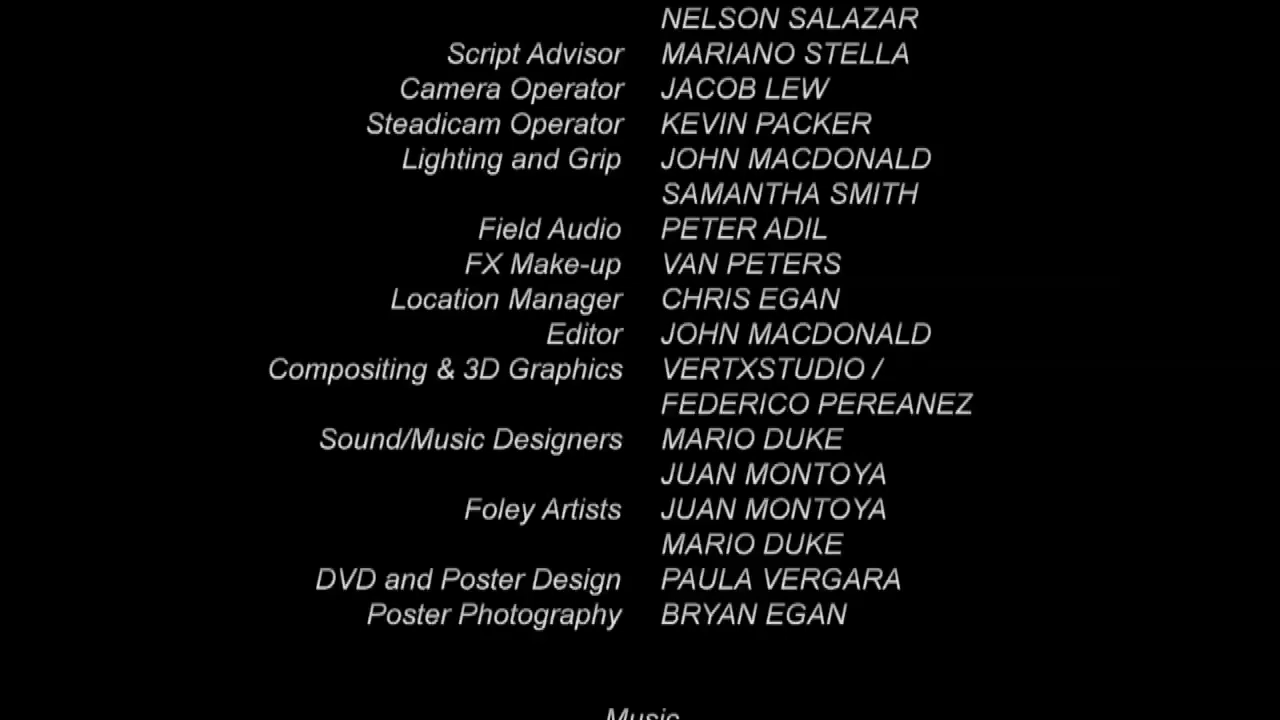 NELSON SALAZAR
Script Advisor MARIANO STELLA
Camera Operator JACOB LEW
Steadicam Operator KEVIN PACKER
Lighting and Grip JOHN MACDONALD
SAMANTHA SMITH
Field Audio PETER ADIL
FX Make-up VAN PETERS
Location Manager CHRIS EGAN
Editor JOHN MACDONALD
Compositing & 3D Graphics VERTXSTUDIO /
FEDERICO PEREANEZ
Sound/Music Designers MARIO DUKE
JUAN MONTOYA
Foley Artists JUAN MONTOYA
MARIO DUKE
DVD and Poster Design PAULA VERGARA
Poster Photography BRYAN EGAN
Music